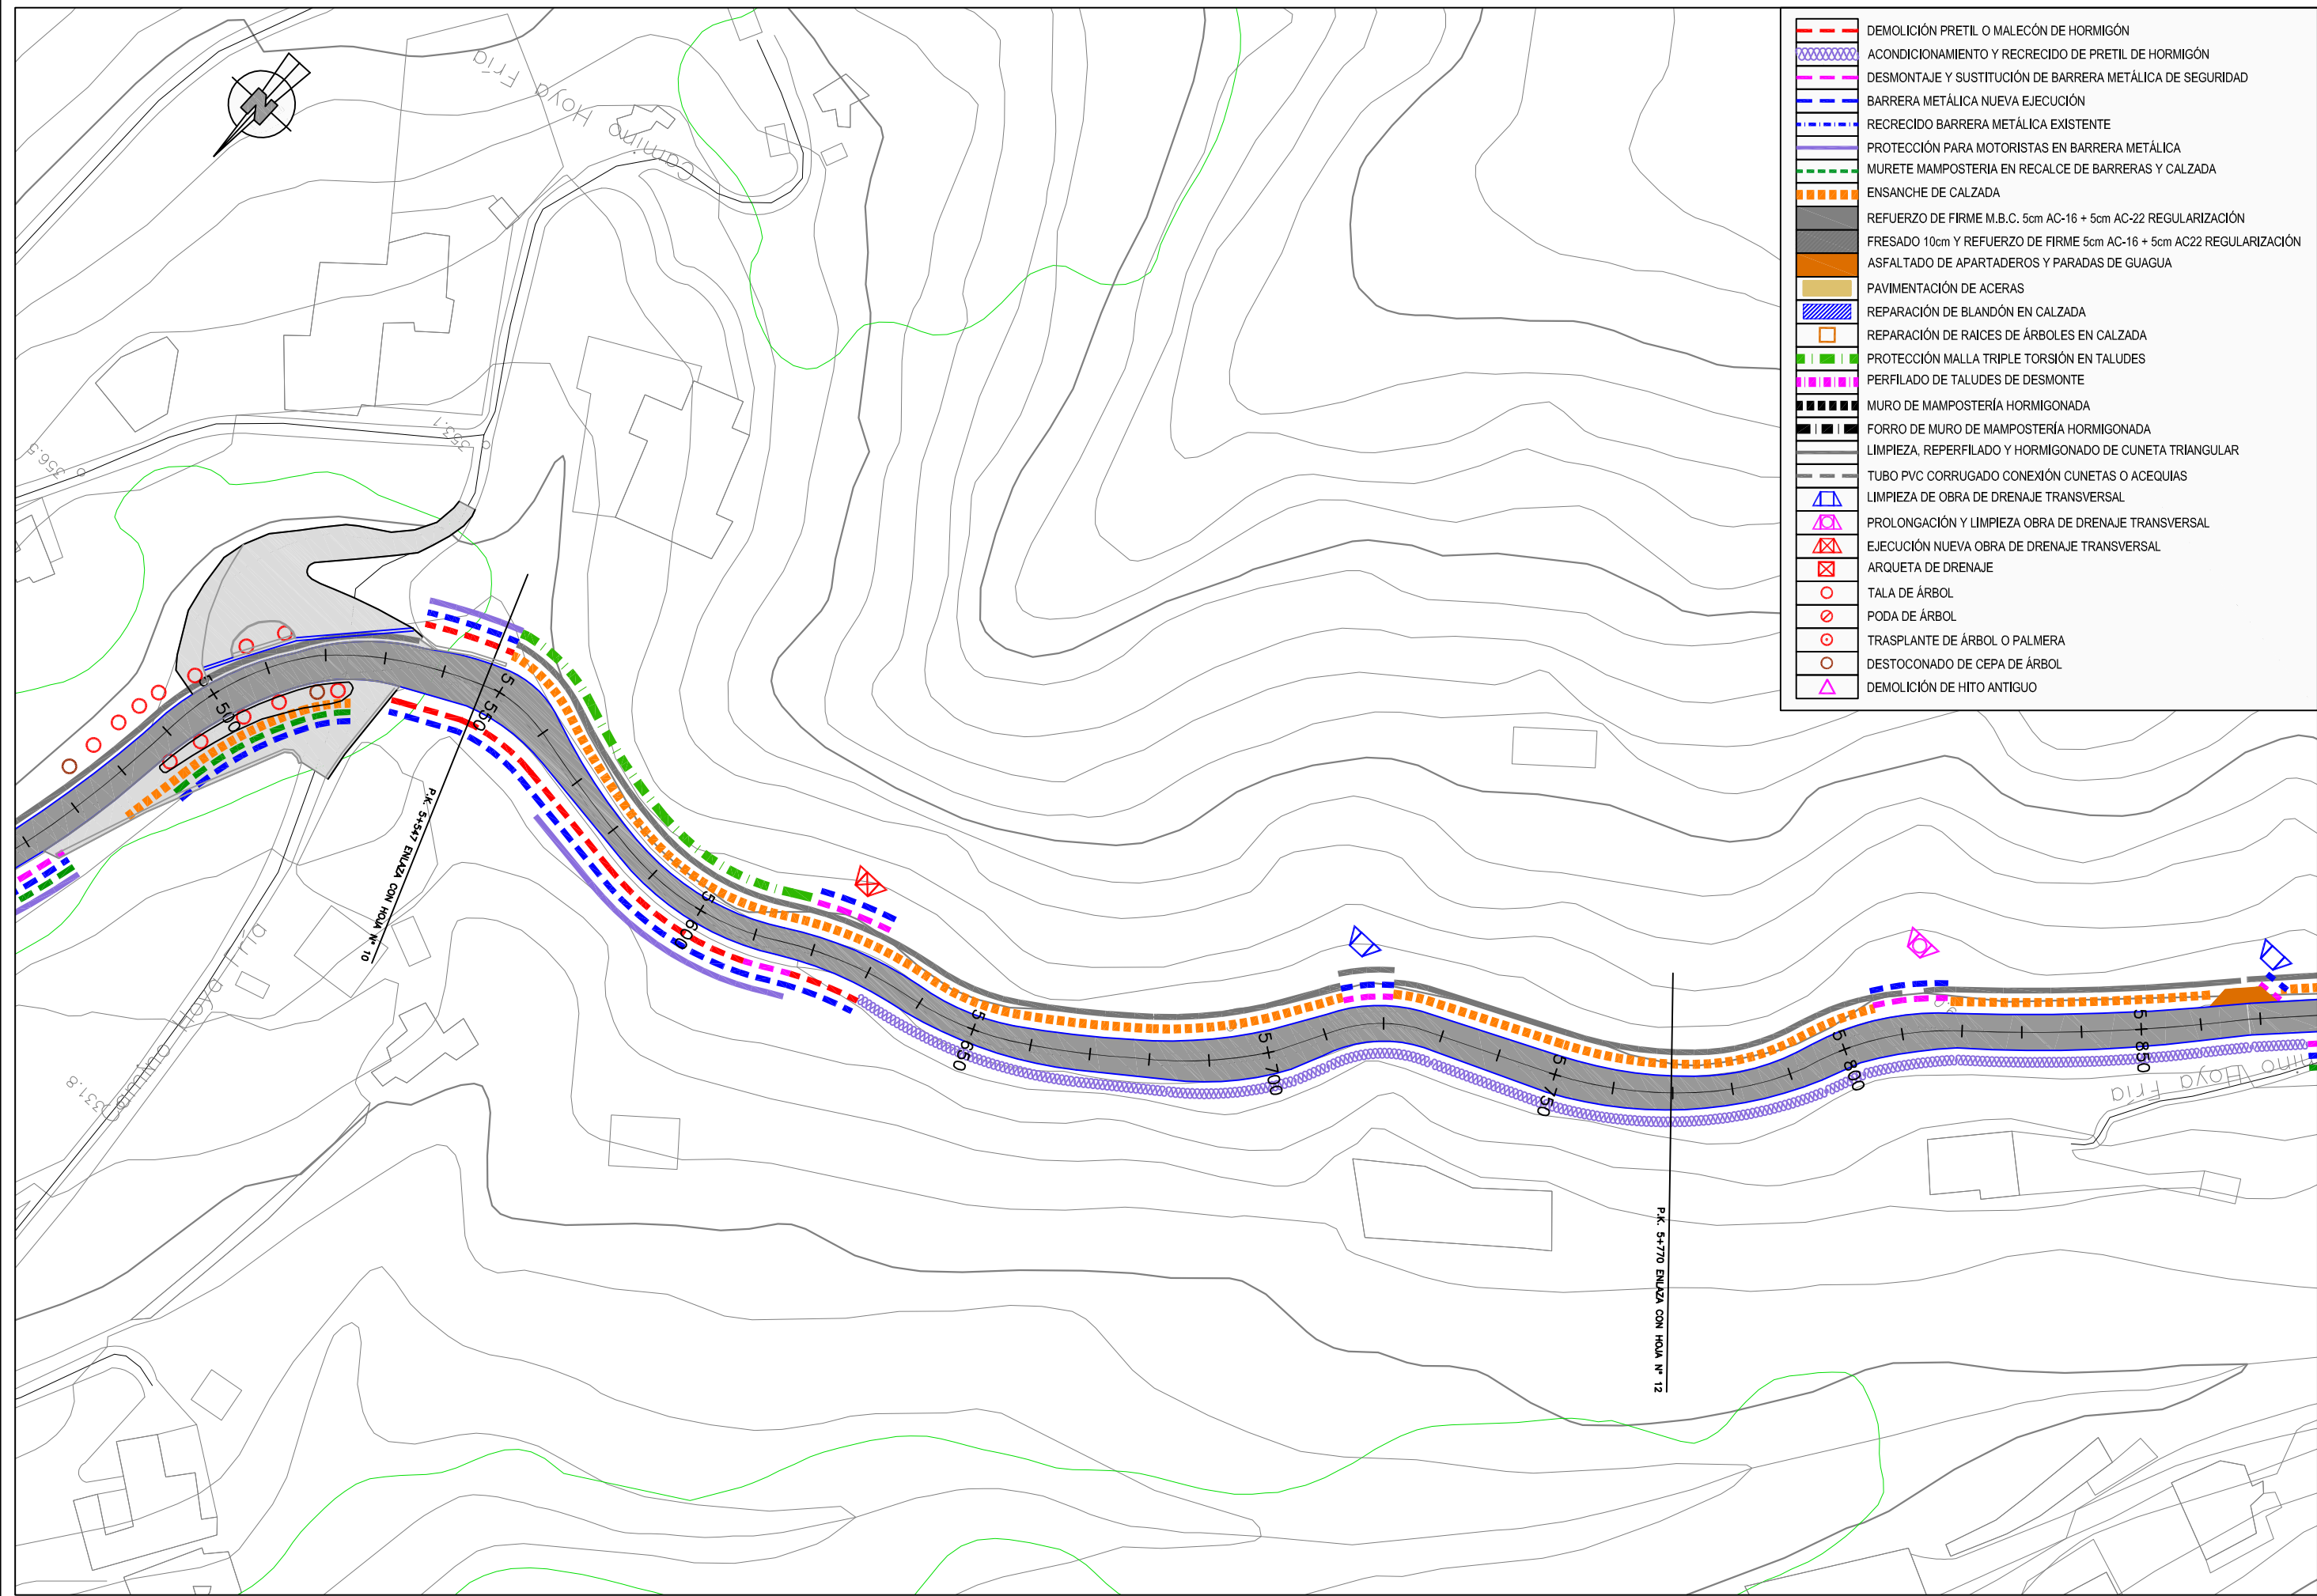 DEMOLICIÓN PRETIL O MALECÓN DE HORMIGÓN
ACONDICIONAMIENTO Y RECRECIDO DE PRETIL DE HORMIGÓN
DESMONTAJE Y SUSTITUCIÓN DE BARRERA METÁLICA DE SEGURIDAD
BARRERA METÁLICA NUEVA EJECUCIÓN
RECRECIDO BARRERA METÁLICA EXISTENTE
PROTECCIÓN PARA MOTORISTAS EN BARRERA METÁLICA
MURETE MAMPOSTERIA EN RECALCE DE BARRERAS Y CALZADA
ENSANCHE DE CALZADA
REFUERZO DE FIRME M.B.C. 5cm AC-16 + 5cm AC-22 REGULARIZACIÓN
FRESADO 10cm Y REFUERZO DE FIRME 5cm AC-16 + 5cm AC22 REGULARIZACIÓN
ASFALTADO DE APARTADEROS Y PARADAS DE GUAGUA
PAVIMENTACIÓN DE ACERAS
REPARACIÓN DE BLANDÓN EN CALZADA
REPARACIÓN DE RAICES DE ÁRBOLES EN CALZADA
PROTECCIÓN MALLA TRIPLE TORSIÓN EN TALUDES
PERFILADO DE TALUDES DE DESMONTE
MURO DE MAMPOSTERÍA HORMIGONADA
FORRO DE MURO DE MAMPOSTERÍA HORMIGONADA
LIMPIEZA, REPERFILADO Y HORMIGONADO DE CUNETA TRIANGULAR
TUBO PVC CORRUGADO CONEXIÓN CUNETAS O ACEQUIAS
LIMPIEZA DE OBRA DE DRENAJE TRANSVERSAL
PROLONGACIÓN Y LIMPIEZA OBRA DE DRENAJE TRANSVERSAL
EJECUCIÓN NUEVA OBRA DE DRENAJE TRANSVERSAL
ARQUETA DE DRENAJE
TALA DE ÁRBOL
PODA DE ÁRBOL
TRASPLANTE DE ÁRBOL O PALMERA
DESTOCONADO DE CEPA DE ÁRBOL
DEMOLICIÓN DE HITO ANTIGUO
Camino Hoya Fría
356.5
353.1
5+500
5+550
P.K. 5+547 ENLAZA CON HOJA Nº 10
5+600
5+650
5+700
5+750
5+800
5+850
P.K. 5+770 ENLAZA CON HOJA Nº 12
Hoya Fría
331.8